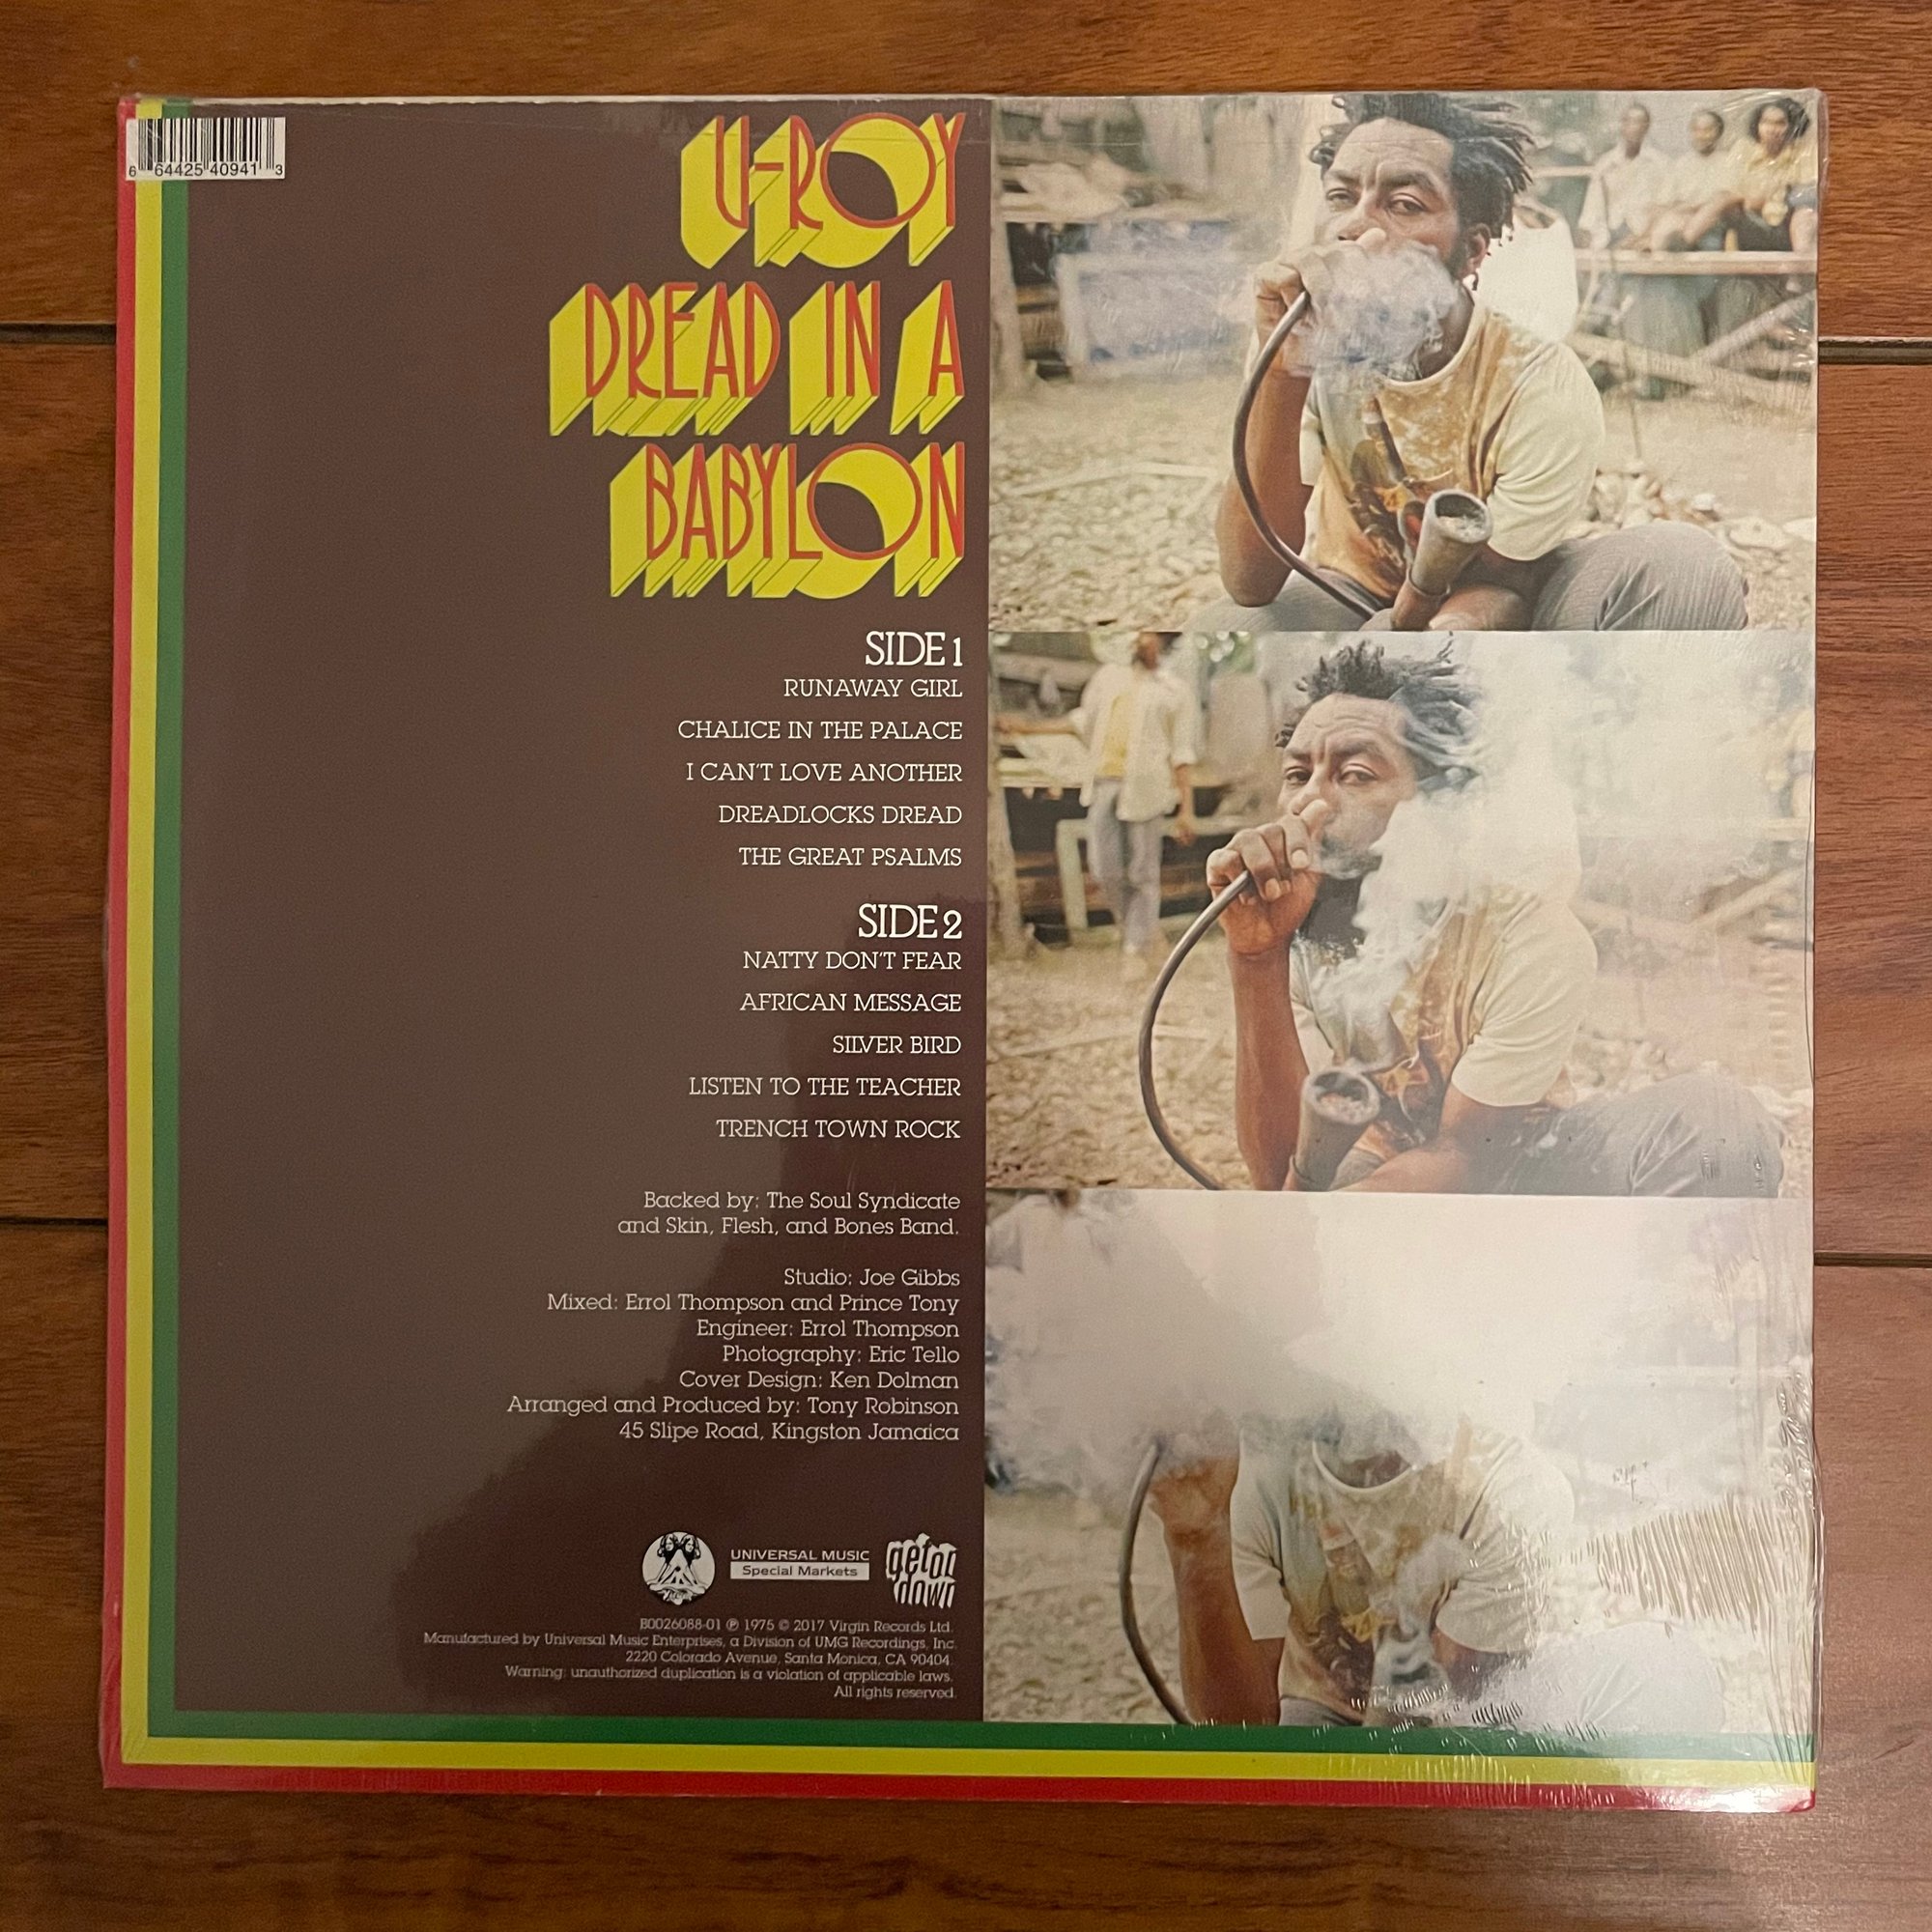 6 64425 40941 3
U-ROY
DREAD IN A
BABYLON
SIDE 1
RUNAWAY GIRL
CHALICE IN THE PALACE
I CAN'T LOVE ANOTHER
DREADLOCKS DREAD
THE GREAT PSALMS
SIDE 2
NATTY DON'T FEAR
AFRICAN MESSAGE
SILVER BIRD
LISTEN TO THE TEACHER
TRENCH TOWN ROCK
Backed by: The Soul Syndicate
and Skin, Flesh, and Bones Band.
Studio: Joe Gibbs
Mixed: Errol Thompson and Prince Tony
Engineer: Errol Thompson
Photography: Eric Tello
Cover Design: Ken Dolman
Arranged and Produced by: Tony Robinson
45 Slipe Road, Kingston Jamaica
UNIVERSAL MUSIC
Special Markets
get on
down
B0026088-01 ℗ 1975 © 2017 Virgin Records Ltd.
Manufactured by Universal Music Enterprises, a Division of UMG Recordings, Inc.
2220 Colorado Avenue, Santa Monica, CA 90404.
Warning: unauthorized duplication is a violation of applicable laws.
All rights reserved.